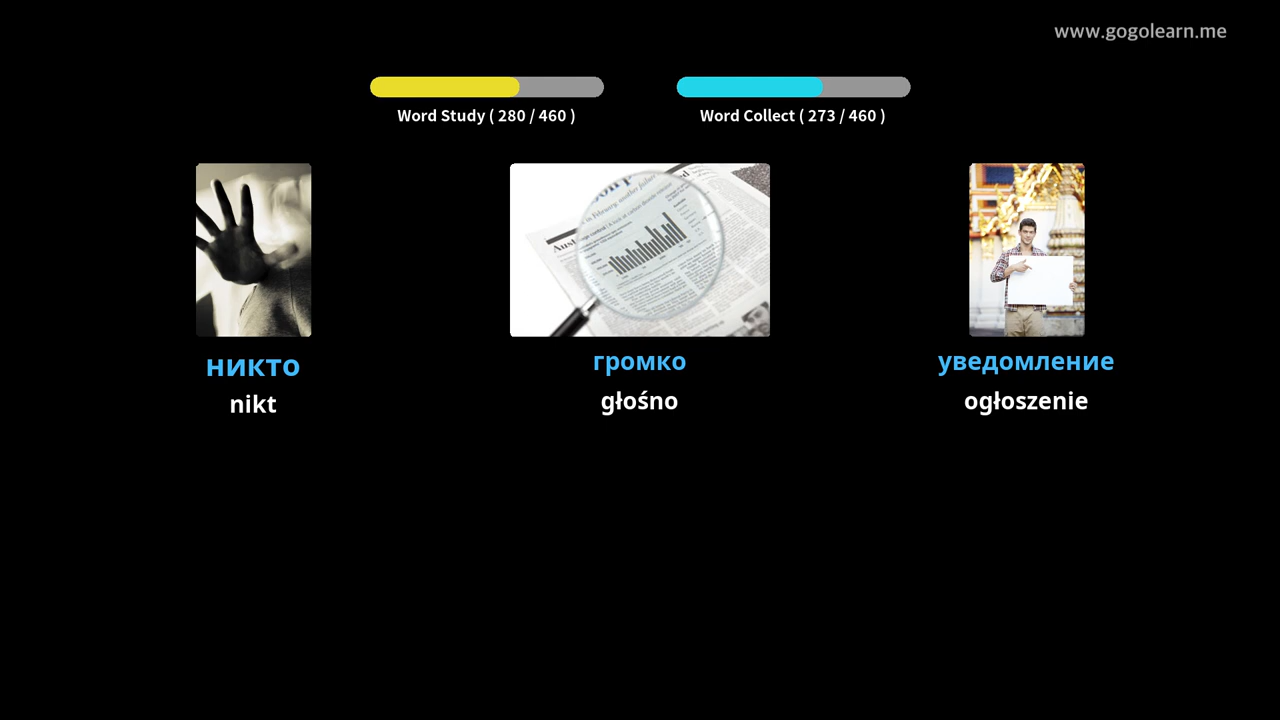 www.gogolearn.me
Word Study ( 280 / 460 )
Word Collect ( 273 / 460 )
никто
громко
уведомление
nikt
głośno
ogłoszenie